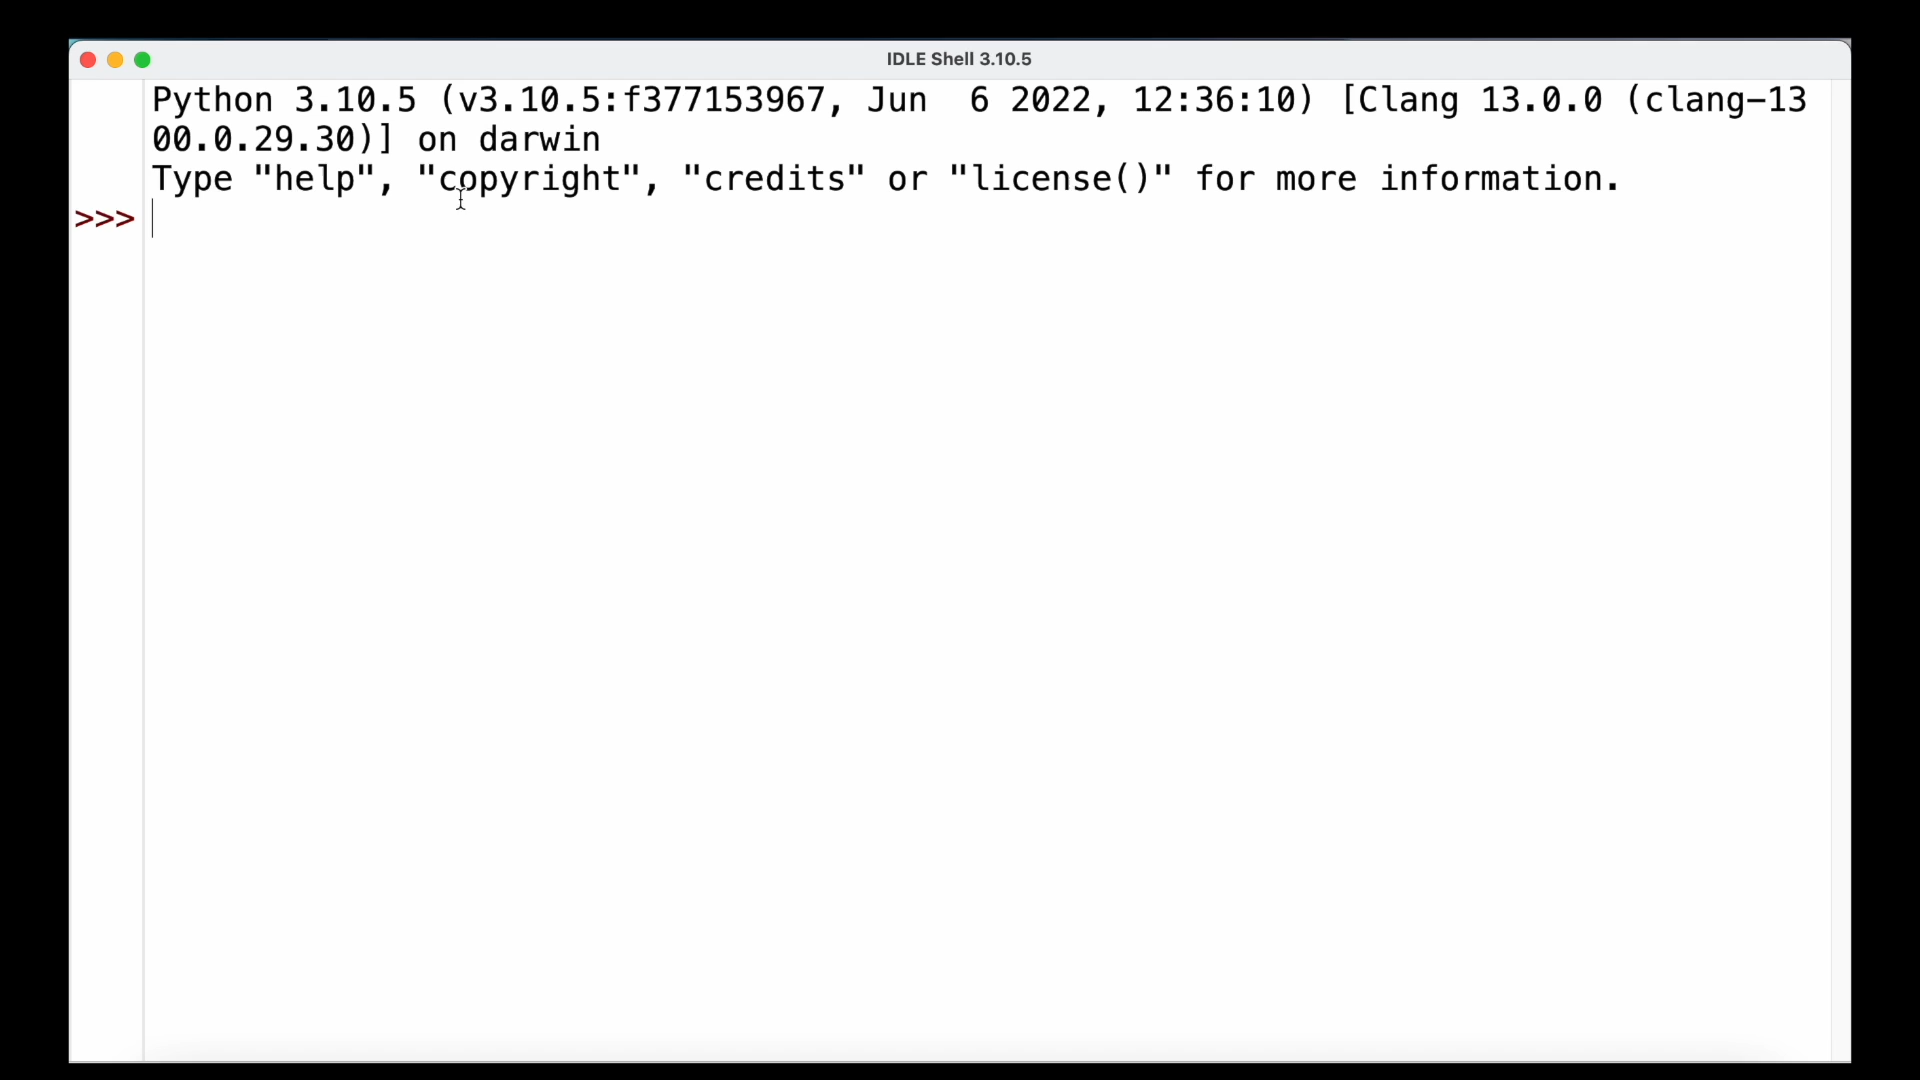 IDLE Shell 3.10.5
Python 3.10.5 (v3.10.5:f377153967, Jun  6 2022, 12:36:10) [Clang 13.0.0 (clang-13
00.0.29.30)] on darwin
Type "help", "copyright", "credits" or "license()" for more information.
>>>